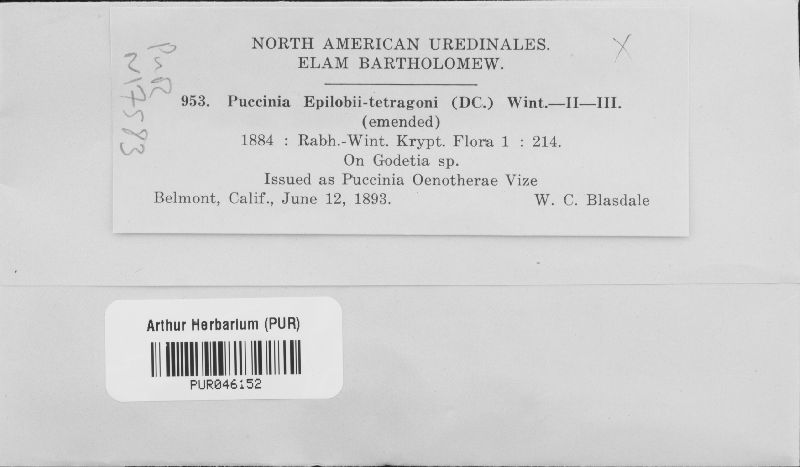 NORTH AMERICAN UREDINALES.
ELAM BARTHOLOMEW.
953. Puccinia Epilobii-tetragoni (DC.) Wint.—II—III.
(emended)
1884 : Rabh.-Wint. Krypt. Flora 1 : 214.
On Godetia sp.
Issued as Puccinia Oenotherae Vize
Belmont, Calif., June 12, 1893. W. C. Blasdale
PUR
N17583
X
Arthur Herbarium (PUR)
PUR046152